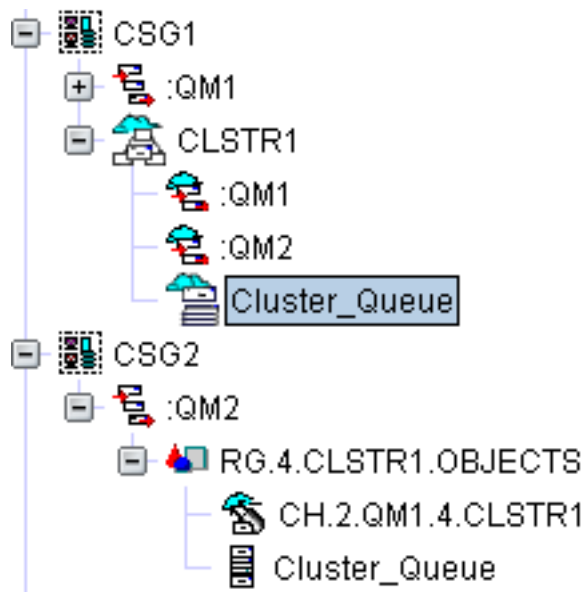 CSG1
:QM1
CLSTR1
:QM1
:QM2
Cluster_Queue
CSG2
:QM2
RG.4.CLSTR1.OBJECTS
CH.2.QM1.4.CLSTR1
Cluster_Queue